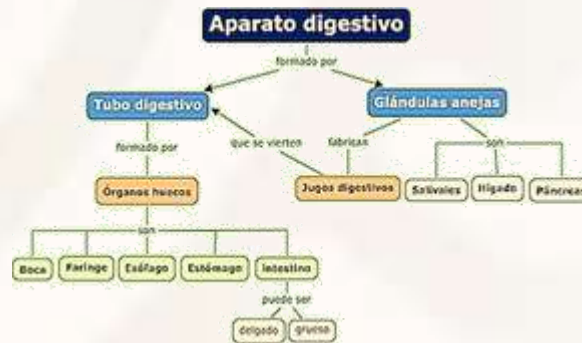 Aparato digestivo
formado por
Tubo digestivo
Glándulas anejas
formado por
que se vierten
fabrican
son
Órganos huecos
Jugos digestivos
Salivales
Hígado
Páncreas
son
Boca
Faringe
Esófago
Estómago
Intestino
puede ser
delgado
grueso